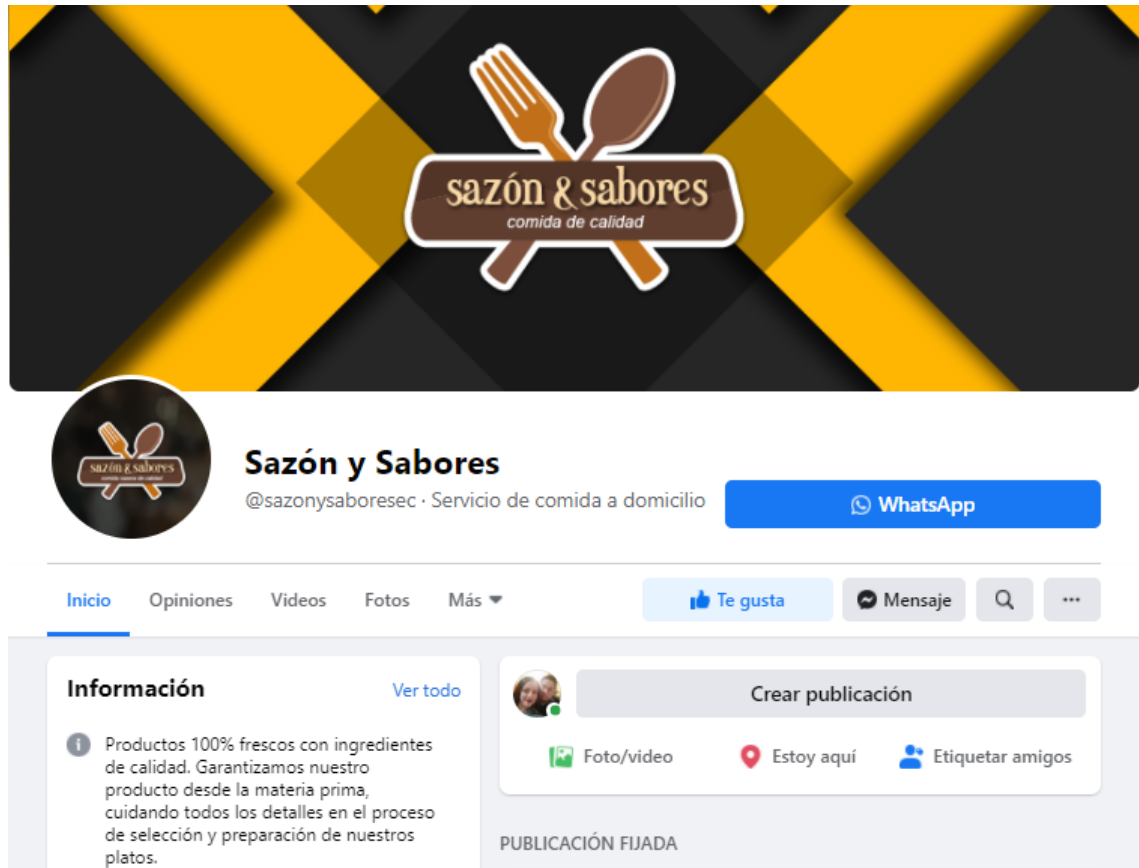 sazón & sabores
comida de calidad
sazón & sabores
Sazón y Sabores
@sazonysaboresec · Servicio de comida a domicilio
WhatsApp
Inicio
Opiniones
Videos
Fotos
Más
Te gusta
Mensaje
Información
Ver todo
Productos 100% frescos con ingredientes
de calidad. Garantizamos nuestro
producto desde la materia prima,
cuidando todos los detalles en el proceso
de selección y preparación de nuestros
platos.
Crear publicación
Foto/video
Estoy aquí
Etiquetar amigos
PUBLICACIÓN FIJADA